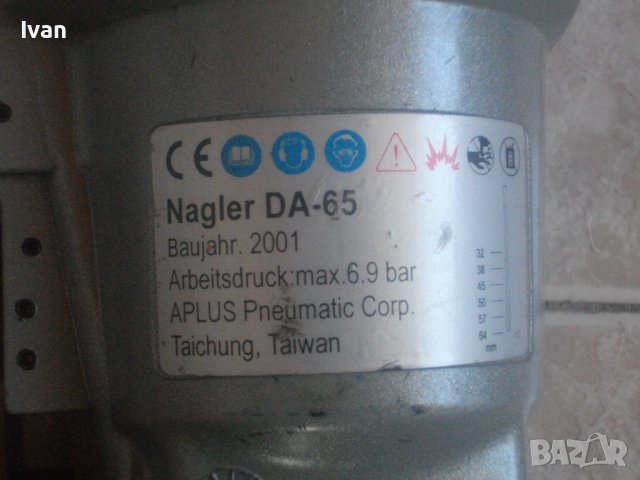 Ivan
CE
Nagler DA-65
Baujahr. 2001
Arbeitsdruck:max.6.9 bar
APLUS Pneumatic Corp.
Taichung, Taiwan
32
38
45
50
57
64
mm
BAZAR